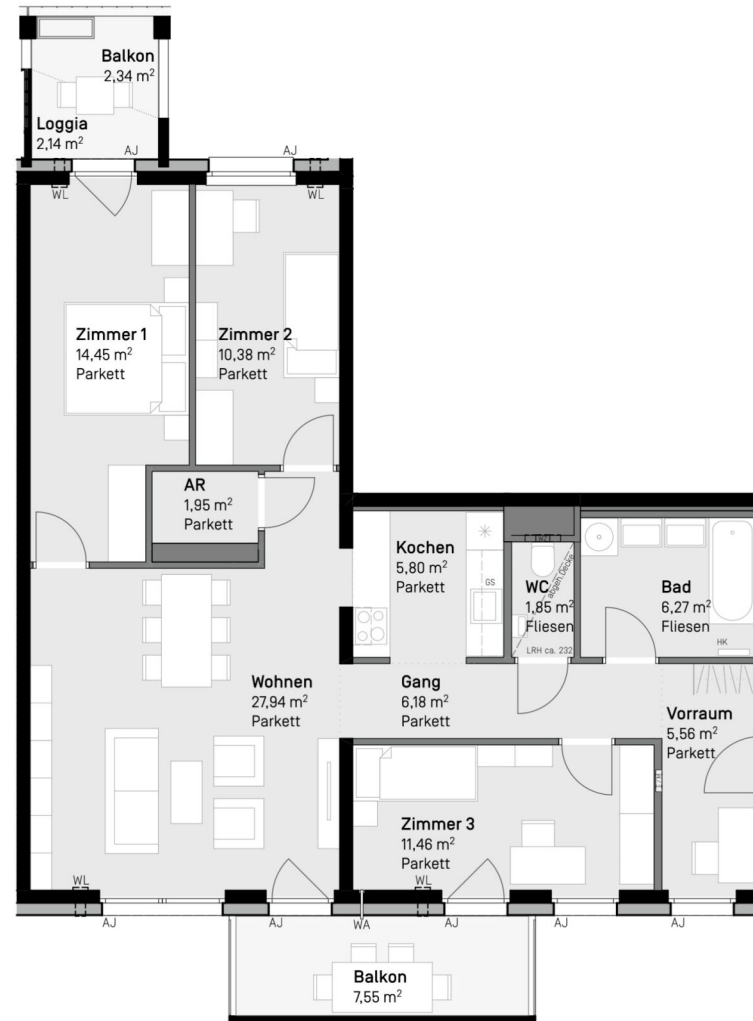 Balkon
2,34 m²
Loggia
2,14 m²
AJ
AJ
WL
WL
Zimmer 1
14,45 m²
Parkett
Zimmer 2
10,38 m²
Parkett
AR
1,95 m²
Parkett
Kochen
5,80 m²
Parkett
GS
WC
1,85 m²
Fliesen
abgeh. Decke
LRH ca. 232
Bad
6,27 m²
Fliesen
HK
Wohnen
27,94 m²
Parkett
Gang
6,18 m²
Parkett
Vorraum
5,56 m²
Parkett
Zimmer 3
11,46 m²
Parkett
WL
WL
AJ
AJ
WA
AJ
AJ
AJ
Balkon
7,55 m²